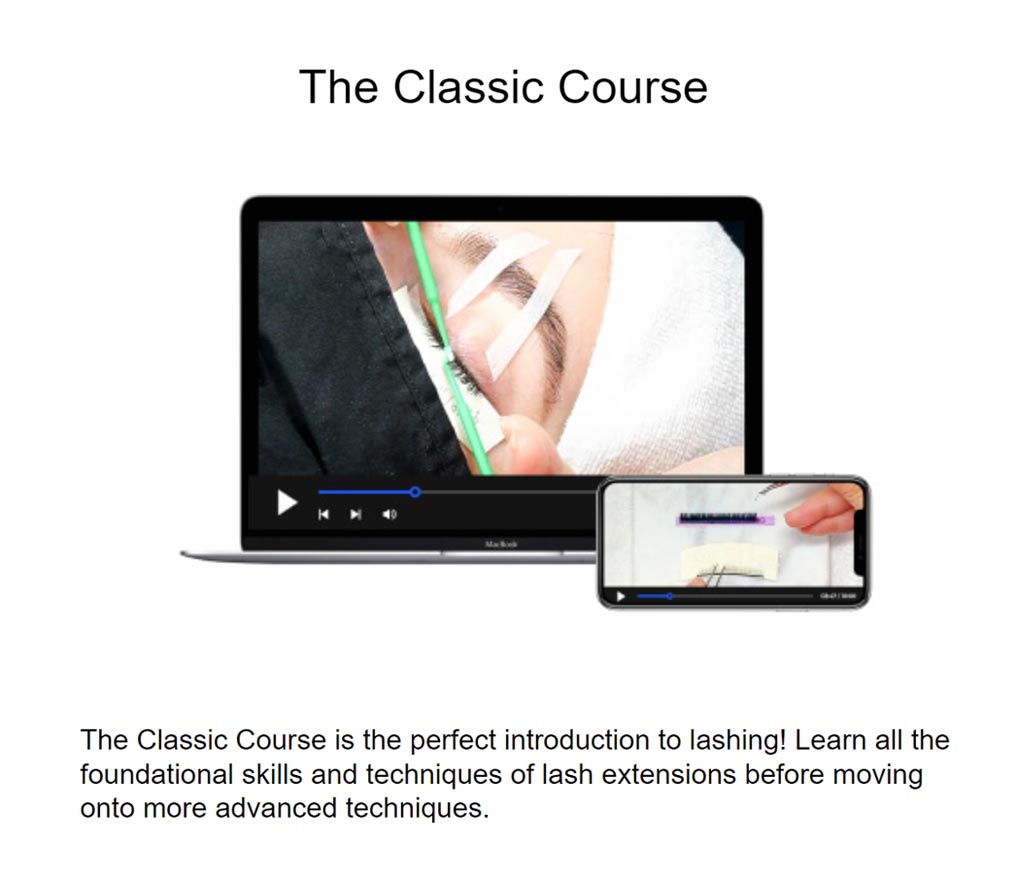 The Classic Course
MacBook
The Classic Course is the perfect introduction to lashing! Learn all the
foundational skills and techniques of lash extensions before moving
onto more advanced techniques.